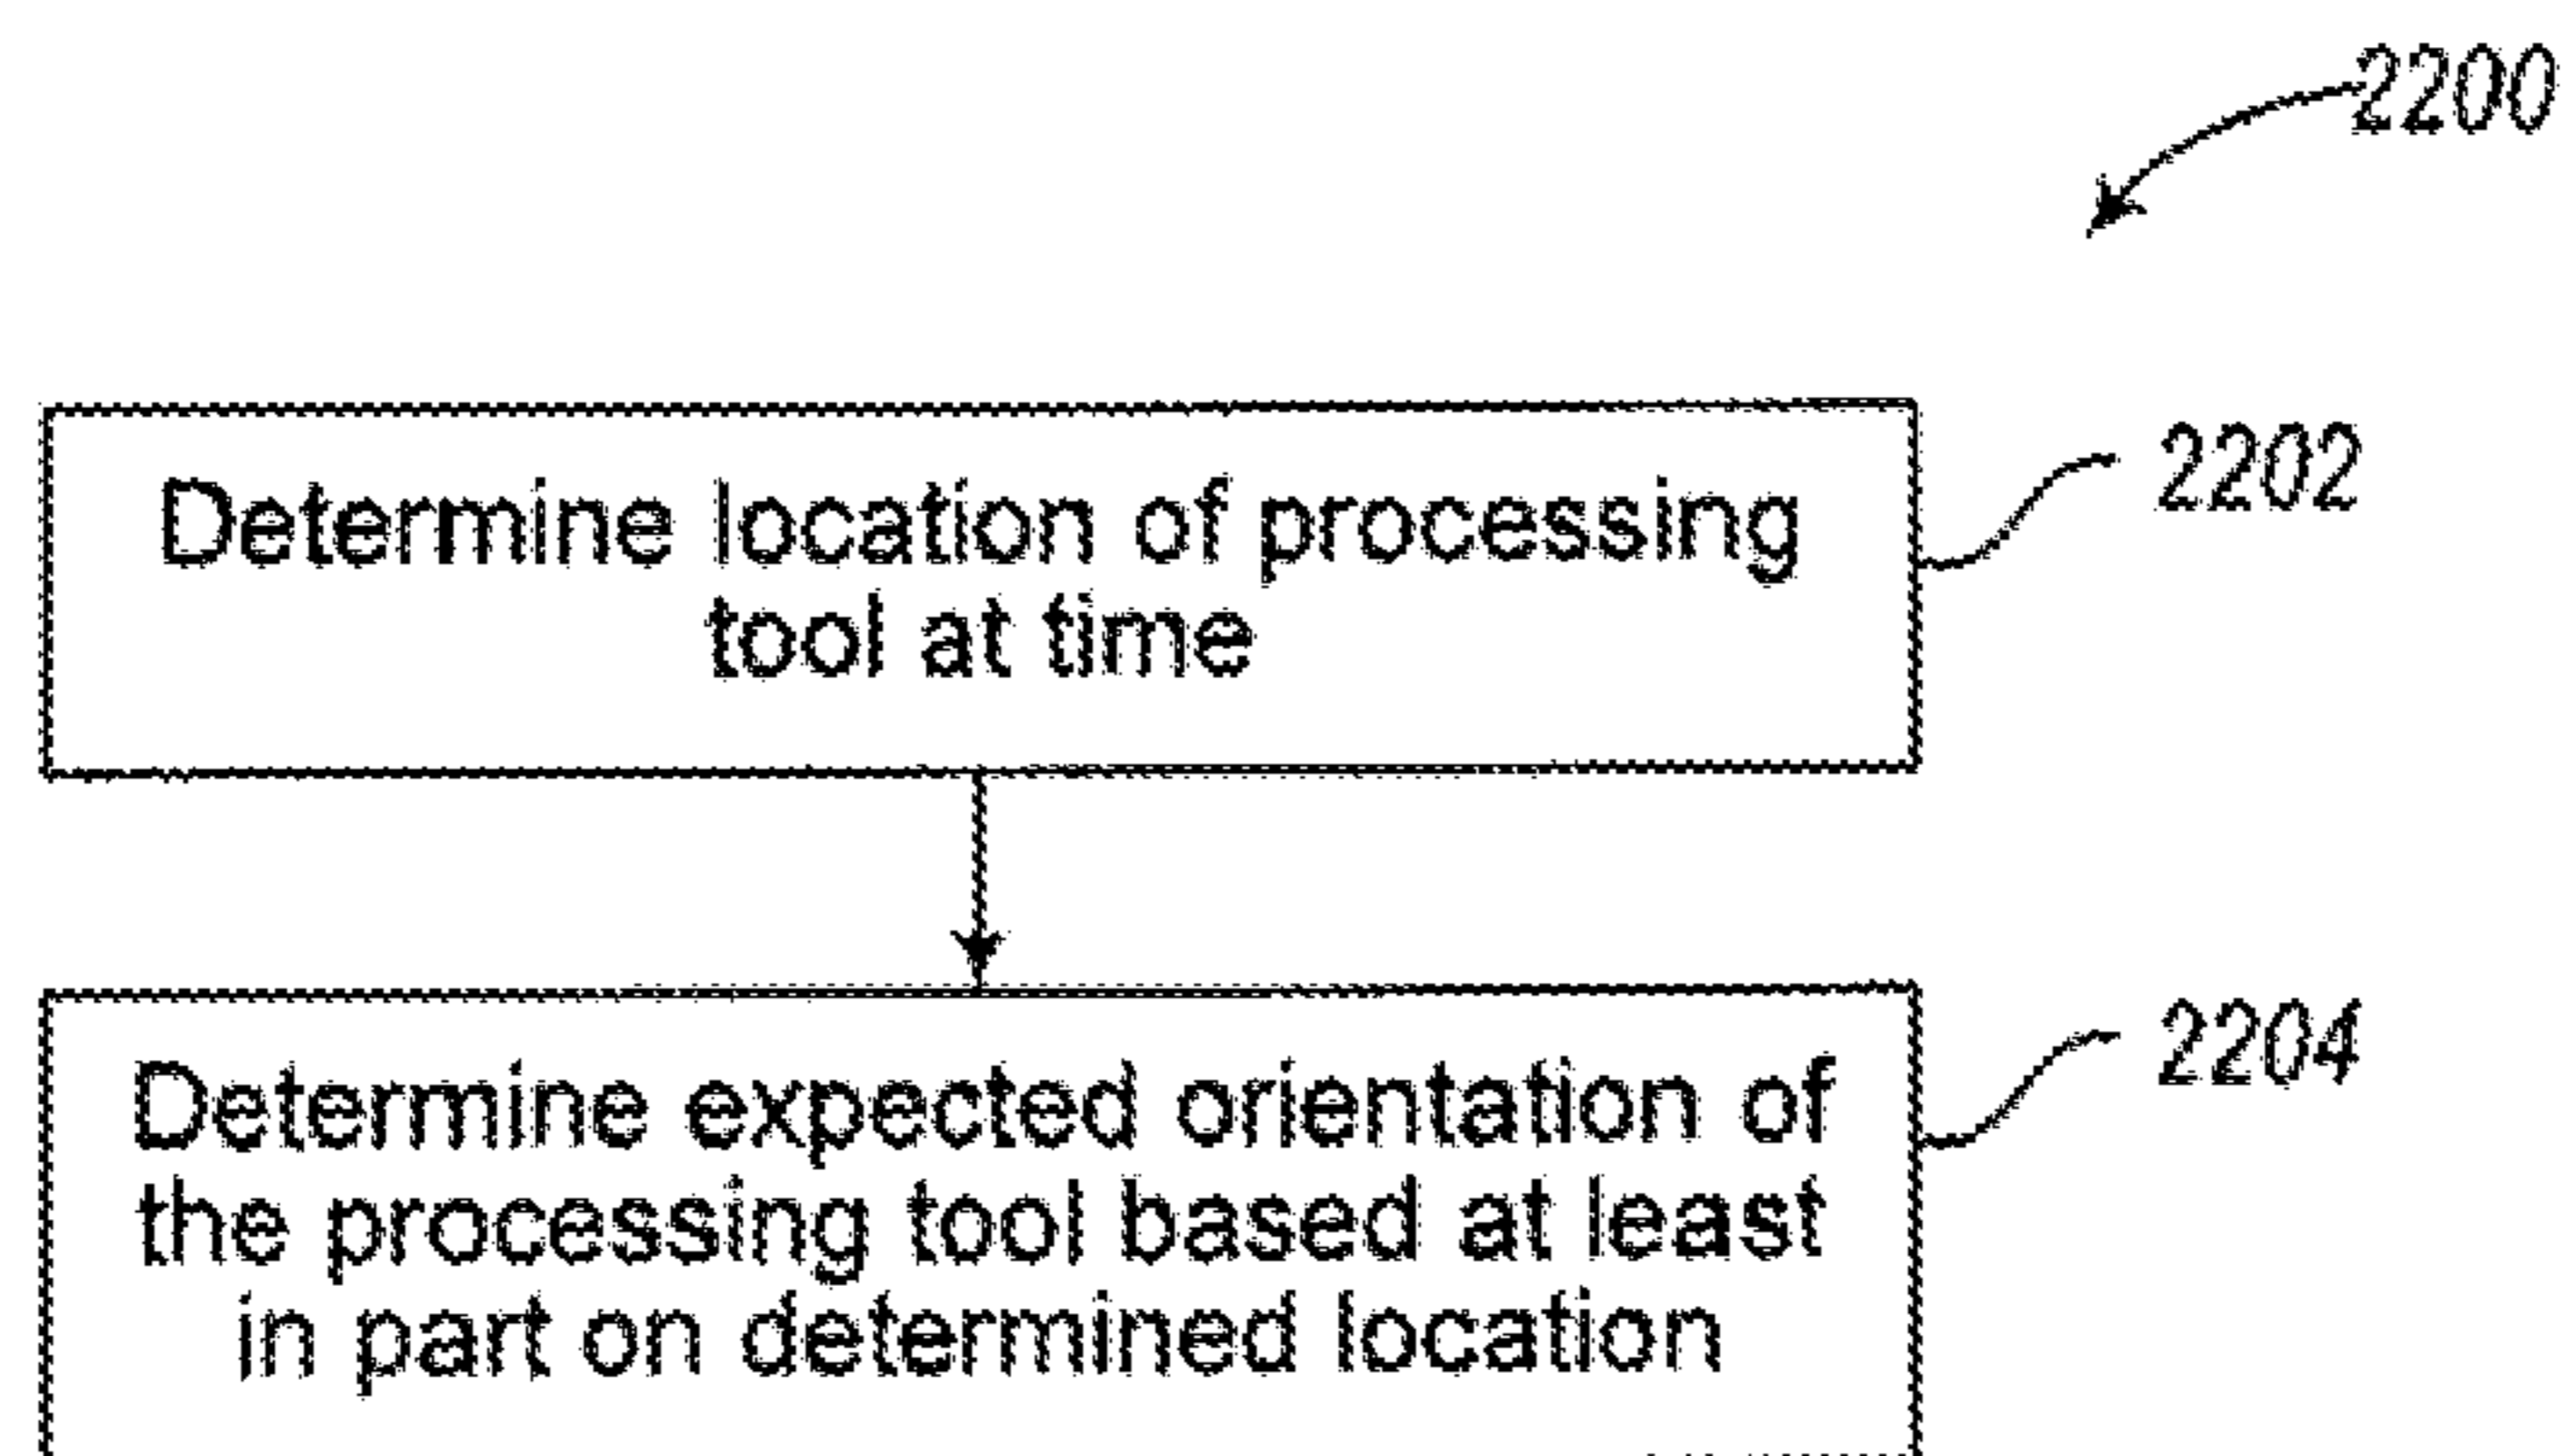 2200
Determine location of processing
2202
tool at time
Determine expected orientation of
2204
the processing tool based at least
in part on determined location